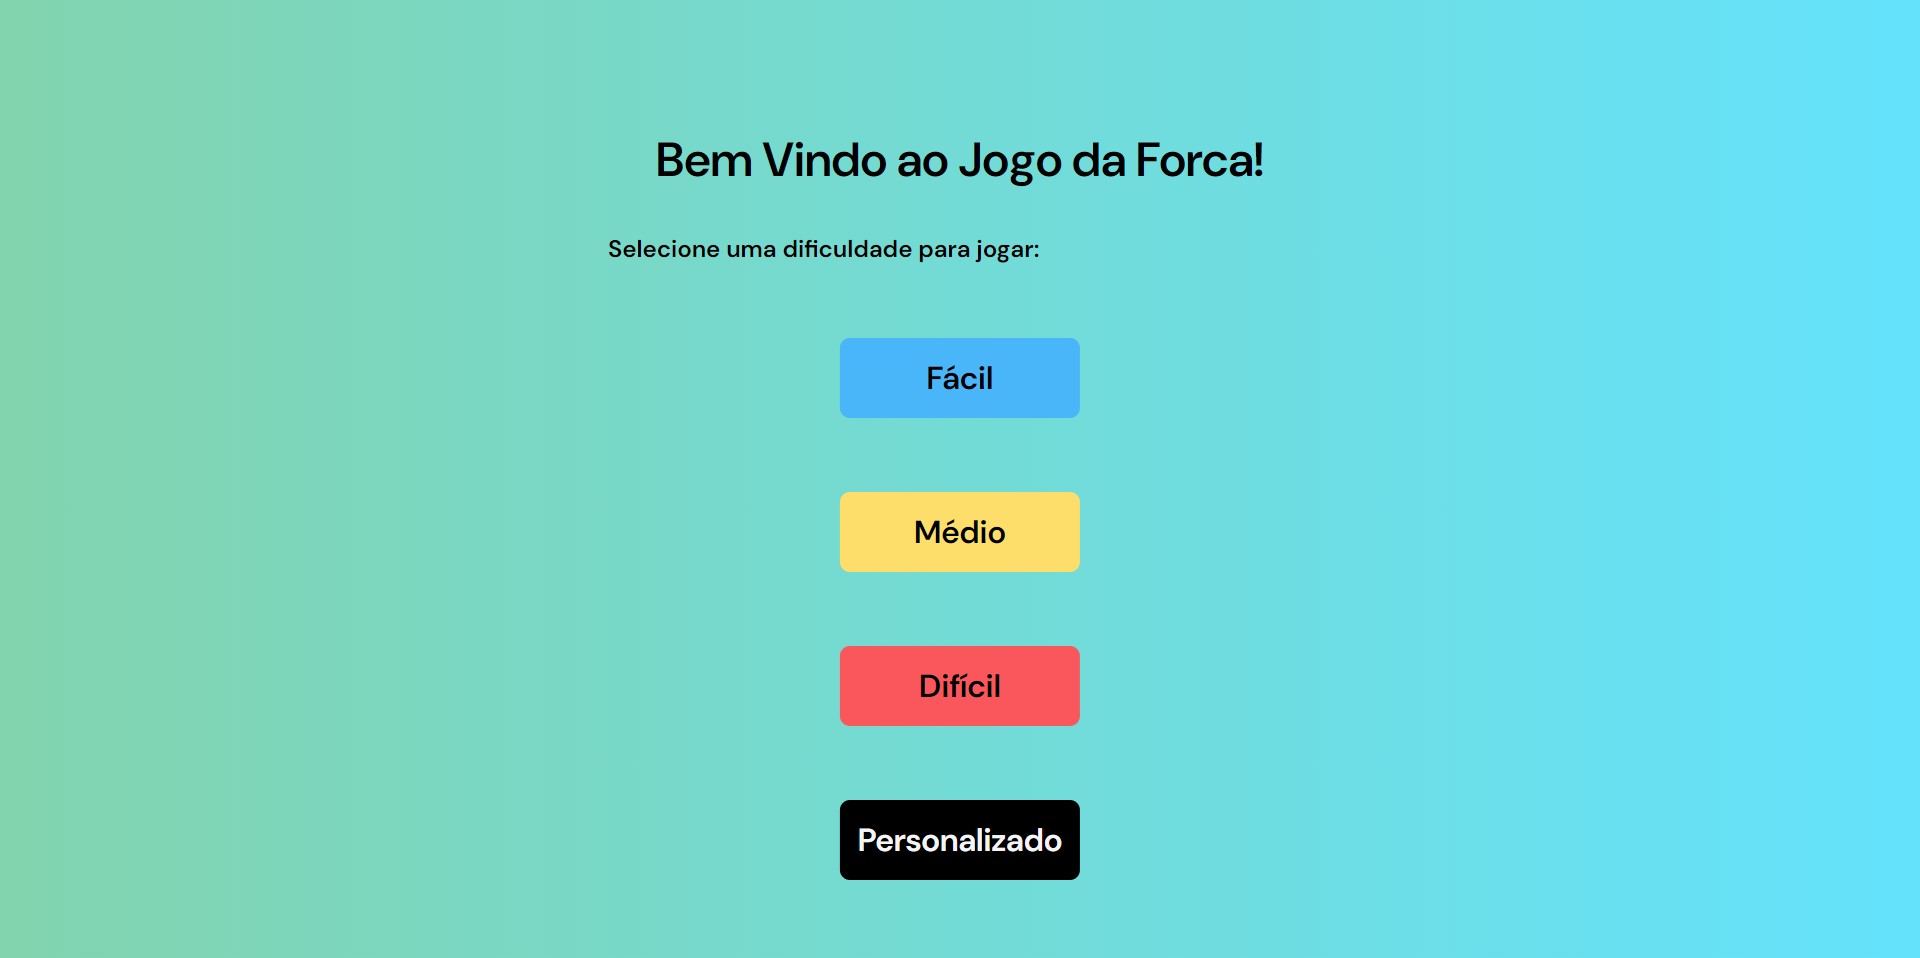 Bem Vindo ao Jogo da Forca!
Selecione uma dificuldade para jogar:
Fácil
Médio
Difícil
Personalizado